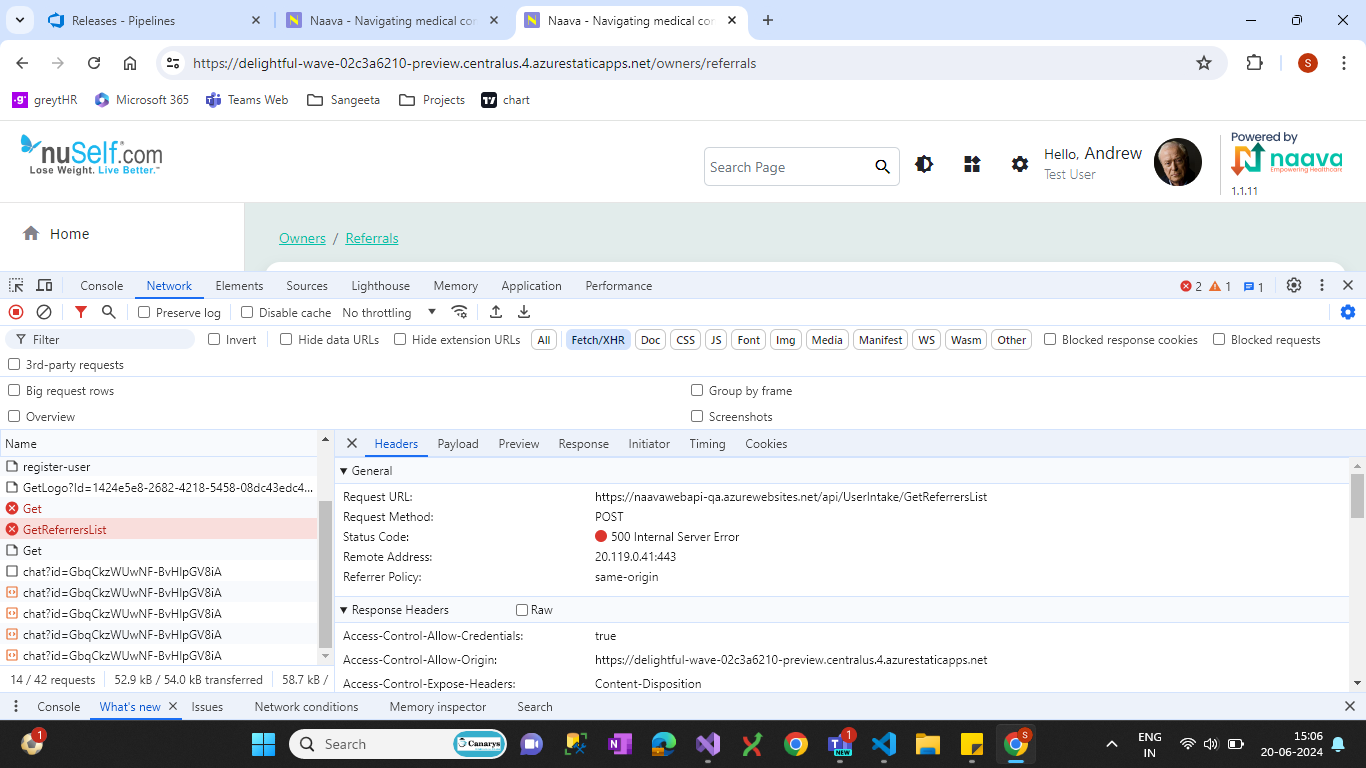 Releases - Pipelines
Naava - Navigating medical con
Naava - Navigating medical con
https://delightful-wave-02c3a6210-preview.centralus.4.azurestaticapps.net/owners/referrals
S
greytHR
Microsoft 365
Teams Web
Sangeeta
Projects
chart
nuSelf.com
Lose Weight. Live Better.™
Search Page
Hello, Andrew
Test User
Powered by
naava
Empowering Healthcare
1.1.11
Home
Owners / Referrals
Console Network Elements Sources Lighthouse Memory Application Performance 2 1 1
Preserve log Disable cache No throttling
Filter Invert Hide data URLs Hide extension URLs All Fetch/XHR Doc CSS JS Font Img Media Manifest WS Wasm Other Blocked response cookies Blocked requests
3rd-party requests
Big request rows Group by frame
Overview Screenshots
Name
register-user
GetLogo?Id=1424e5e8-2682-4218-5458-08dc43edc4...
Get
GetReferrersList
Get
chat?id=GbqCkzWUwNF-BvHIpGV8iA
chat?id=GbqCkzWUwNF-BvHIpGV8iA
chat?id=GbqCkzWUwNF-BvHIpGV8iA
chat?id=GbqCkzWUwNF-BvHIpGV8iA
chat?id=GbqCkzWUwNF-BvHIpGV8iA
14 / 42 requests 52.9 kB / 54.0 kB transferred 58.7 kB /
Headers Payload Preview Response Initiator Timing Cookies
General
Request URL: https://naavawebapi-qa.azurewebsites.net/api/UserIntake/GetReferrersList
Request Method: POST
Status Code: 500 Internal Server Error
Remote Address: 20.119.0.41:443
Referrer Policy: same-origin
Response Headers Raw
Access-Control-Allow-Credentials: true
Access-Control-Allow-Origin: https://delightful-wave-02c3a6210-preview.centralus.4.azurestaticapps.net
Access-Control-Expose-Headers: Content-Disposition
Console What's new Issues Network conditions Memory inspector Search
1
Search
Canarys
1
NEW
S
ENG
IN
15:06
20-06-2024